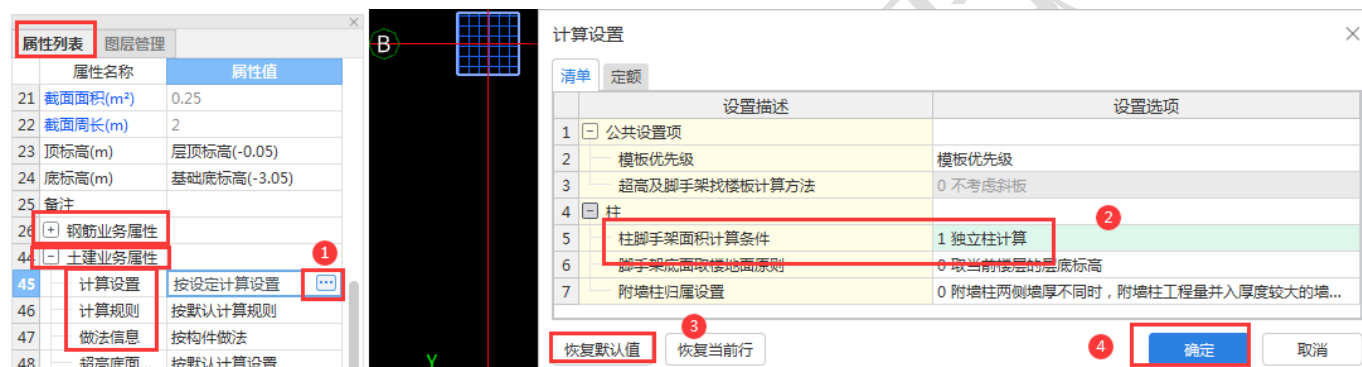 属性列表 图层管理
属性名称 属性值
21 截面面积(m²) 0.25
22 截面周长(m) 2
23 顶标高(m) 层顶标高(-0.05)
24 底标高(m) 基础底标高(-3.05)
25 备注
26 钢筋业务属性
44 土建业务属性
1
45 计算设置 按设定计算设置
46 计算规则 按默认计算规则
47 做法信息 按构件做法
48 超高底面... 按默认计算设置
B
Y
计算设置
清单 定额
设置描述 设置选项
1 公共设置项
2 模板优先级 模板优先级
3 超高及脚手架找楼板计算方法 0 不考虑斜板
4 柱
2
5 柱脚手架面积计算条件 1 独立柱计算
6 脚手架底面取楼地面原则 0 取当前楼层的层底标高
7 附墙柱归属设置 0 附墙柱两侧墙厚不同时，附墙柱工程量并入厚度较大的墙...
3
恢复默认值 恢复当前行 4 确定 取消